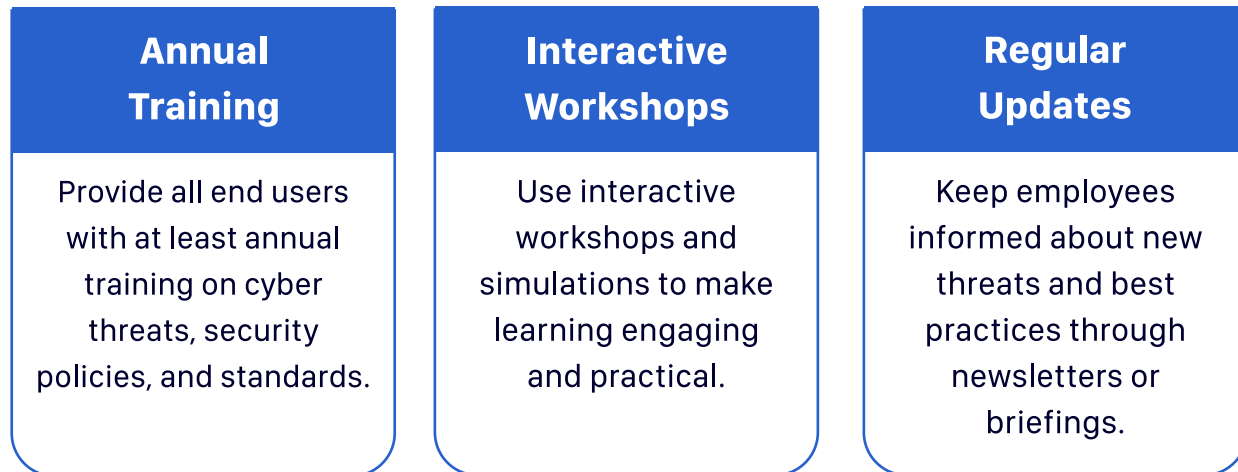 Annual
Training
Provide all end users
with at least annual
training on cyber
threats, security
policies, and standards.
Interactive
Workshops
Use interactive
workshops and
simulations to make
learning engaging
and practical.
Regular
Updates
Keep employees
informed about new
threats and best
practices through
newsletters or
briefings.